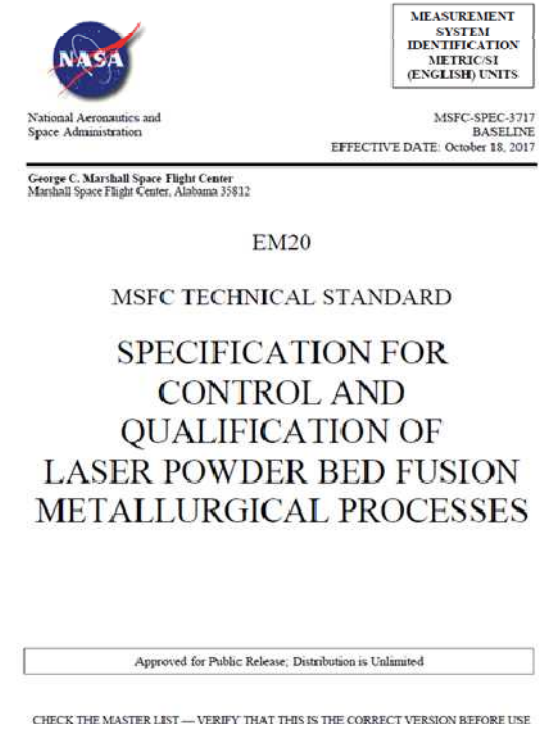 MEASUREMENT
SYSTEM
IDENTIFICATION
METRIC/SI
(ENGLISH) UNITS
NASA
National Aeronautics and
Space Administration
MSFC-SPEC-3717
BASELINE
EFFECTIVE DATE: October 18, 2017
George C. Marshall Space Flight Center
Marshall Space Flight Center, Alabama 35812
EM20
MSFC TECHNICAL STANDARD
SPECIFICATION FOR
CONTROL AND
QUALIFICATION OF
LASER POWDER BED FUSION
METALLURGICAL PROCESSES
Approved for Public Release; Distribution is Unlimited
CHECK THE MASTER LIST — VERIFY THAT THIS IS THE CORRECT VERSION BEFORE USE